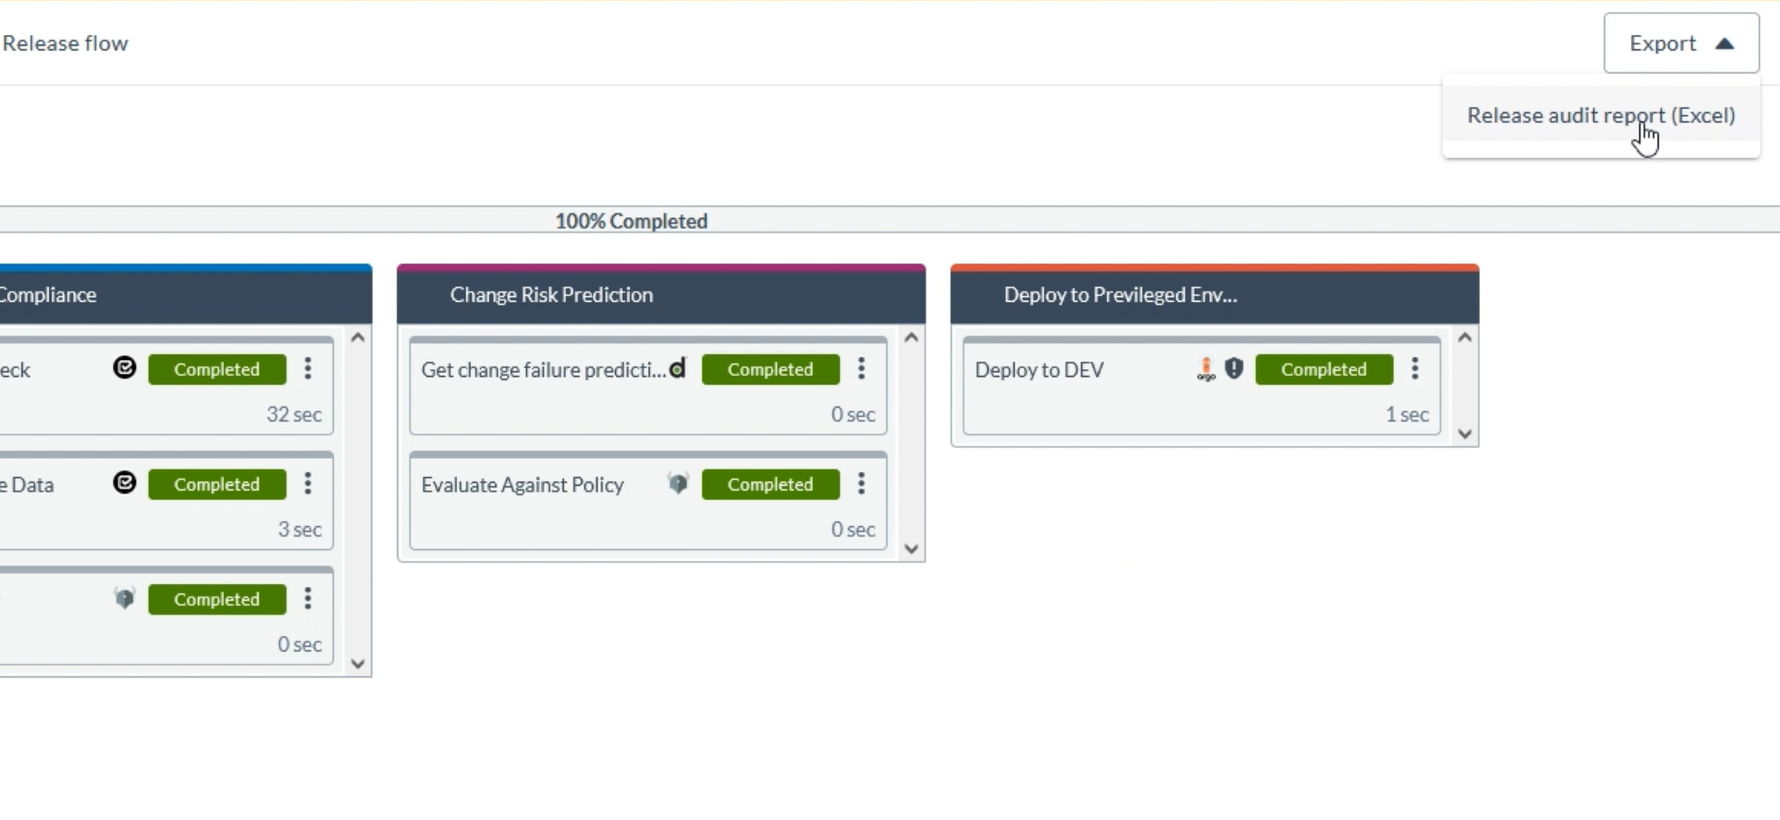 Release flow
Export
Release audit report (Excel)
100% Completed
Compliance
eck
Completed
32 sec
e Data
Completed
3 sec
Completed
0 sec
Change Risk Prediction
Get change failure predicti...
Completed
0 sec
Evaluate Against Policy
Completed
0 sec
Deploy to Previleged Env...
Deploy to DEV
Completed
1 sec